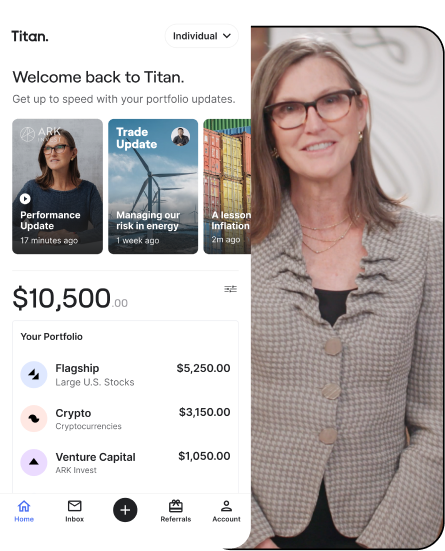 Titan.
Individual
Welcome back to Titan.
Get up to speed with your portfolio updates.
ARK
Performance
Update
17 minutes ago
Trade
Update
Managing our
risk in energy
1 week ago
A lesson
Inflation
2m ago
$10,500.00
Your Portfolio
Flagship
$5,250.00
Large U.S. Stocks
Crypto
$3,150.00
Cryptocurrencies
Venture Capital
$1,050.00
ARK Invest
Home
Inbox
Referrals
Account